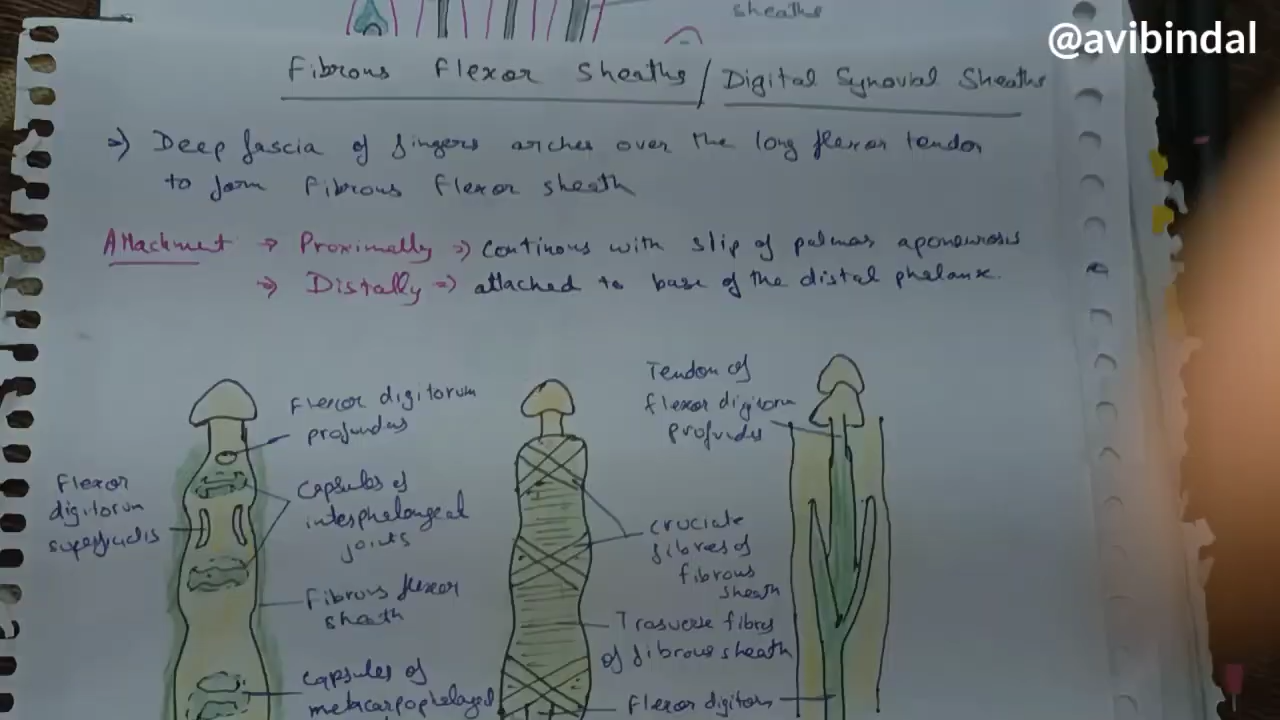 sheaths
@avibindal
Fibrous Flexor Sheaths / Digital Synovial Sheaths
=> Deep fascia of fingers arches over the long flexor tendon
to form Fibrous Flexor sheath
Attachment → Proximally => Continous with slip of palmar aponeurosis
→ Distally => attached to base of the distal phalanx.
Flexor digitorum
profundus
Flexor
digitorum
superficialis
Capsules of
interphalangeal
joints
Fibrous flexor
sheath
Capsules of
metacarpophalangeal
Cruciate
fibres of
fibrous
sheath
Trasverse fibres
of fibrous sheath
Tendon of
flexor digitorum
profundus
Flexor digitorum